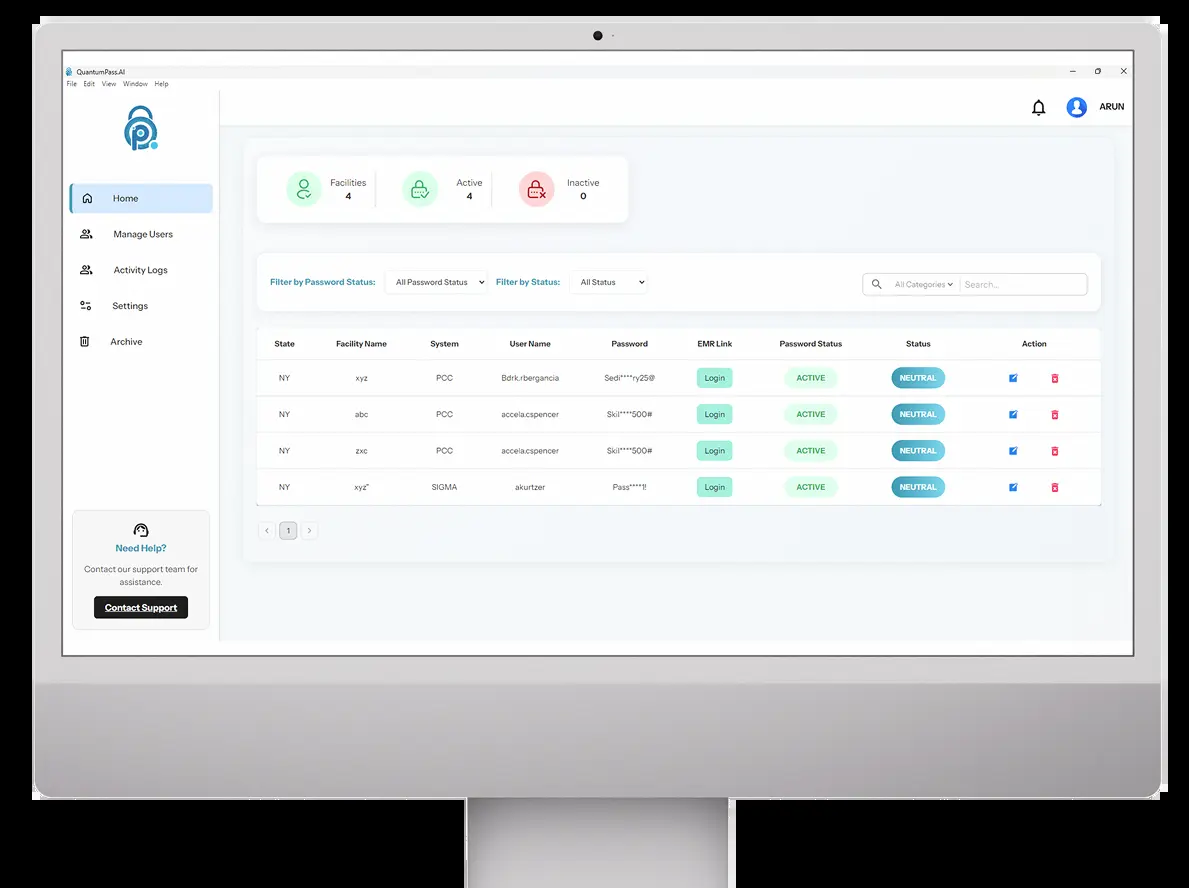 QuantumPass.AI
File Edit View Window Help
ARUN
Home
Manage Users
Activity Logs
Settings
Archive
Need Help?
Contact our support team for
assistance.
Contact Support
Facilities
4
Active
4
Inactive
0
Filter by Password Status: All Password Status Filter by Status: All Status All Categories Search...
State Facility Name System User Name Password EMR Link Password Status Status Action
NY xyz PCC Bdrk.rbergancia Sedi****ry25@ Login ACTIVE NEUTRAL
NY abc PCC accela.cspencer Skil****500# Login ACTIVE NEUTRAL
NY zxc PCC accela.cspencer Skil****500# Login ACTIVE NEUTRAL
NY xyz" SIGMA akurtzer Pass****1! Login ACTIVE NEUTRAL
< 1 >